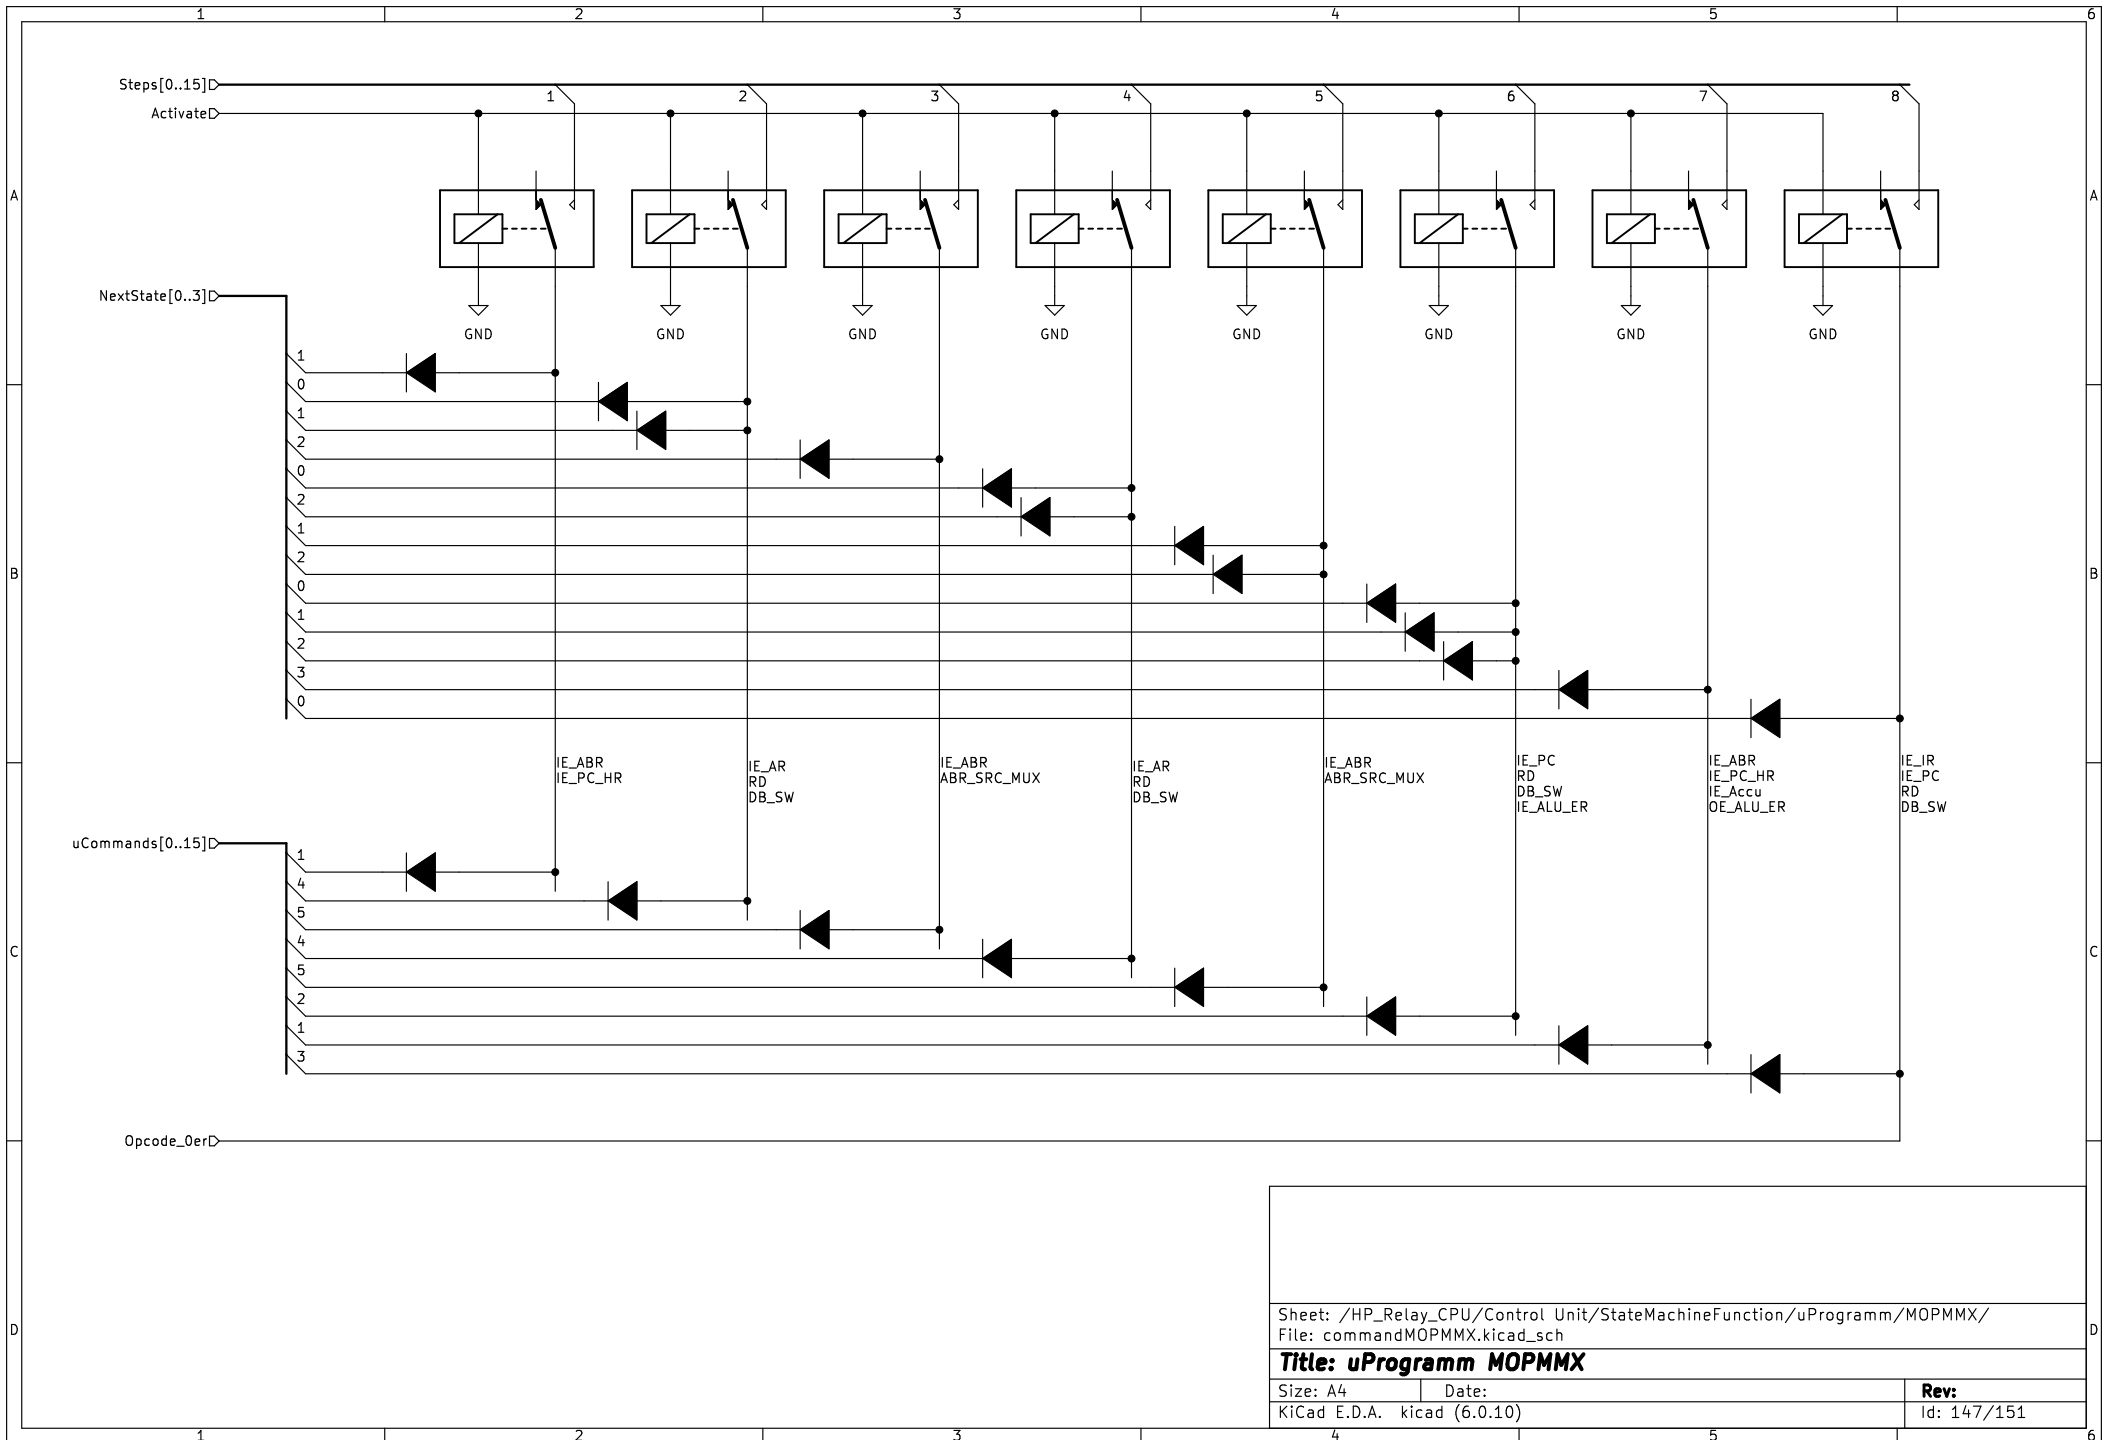 1 2 3 4 5 6
Steps[0..15]
1 2 3 4 5 6 7 8
Activate
A A
NextState[0..3]
GND GND GND GND GND GND GND GND
1
0
1
2
0
2
1
2
B B
0
1
2
3
0
IE_ABR
IE_PC_HR
IE_AR
RD
DB_SW
IE_ABR
ABR_SRC_MUX
IE_AR
RD
DB_SW
IE_ABR
ABR_SRC_MUX
IE_PC
RD
DB_SW
IE_ALU_ER
IE_ABR
IE_PC_HR
IE_Accu
OE_ALU_ER
IE_IR
IE_PC
RD
DB_SW
uCommands[0..15]
1
4
5
4
C C
5
2
1
3
Opcode_0er
Sheet: /HP_Relay_CPU/Control Unit/StateMachineFunction/uProgramm/MOPMMX/
D D
File: commandMOPMMX.kicad_sch
Title: uProgramm MOPMMX
Size: A4 Date: Rev:
KiCad E.D.A. kicad (6.0.10) Id: 147/151
1 2 3 4 5 6